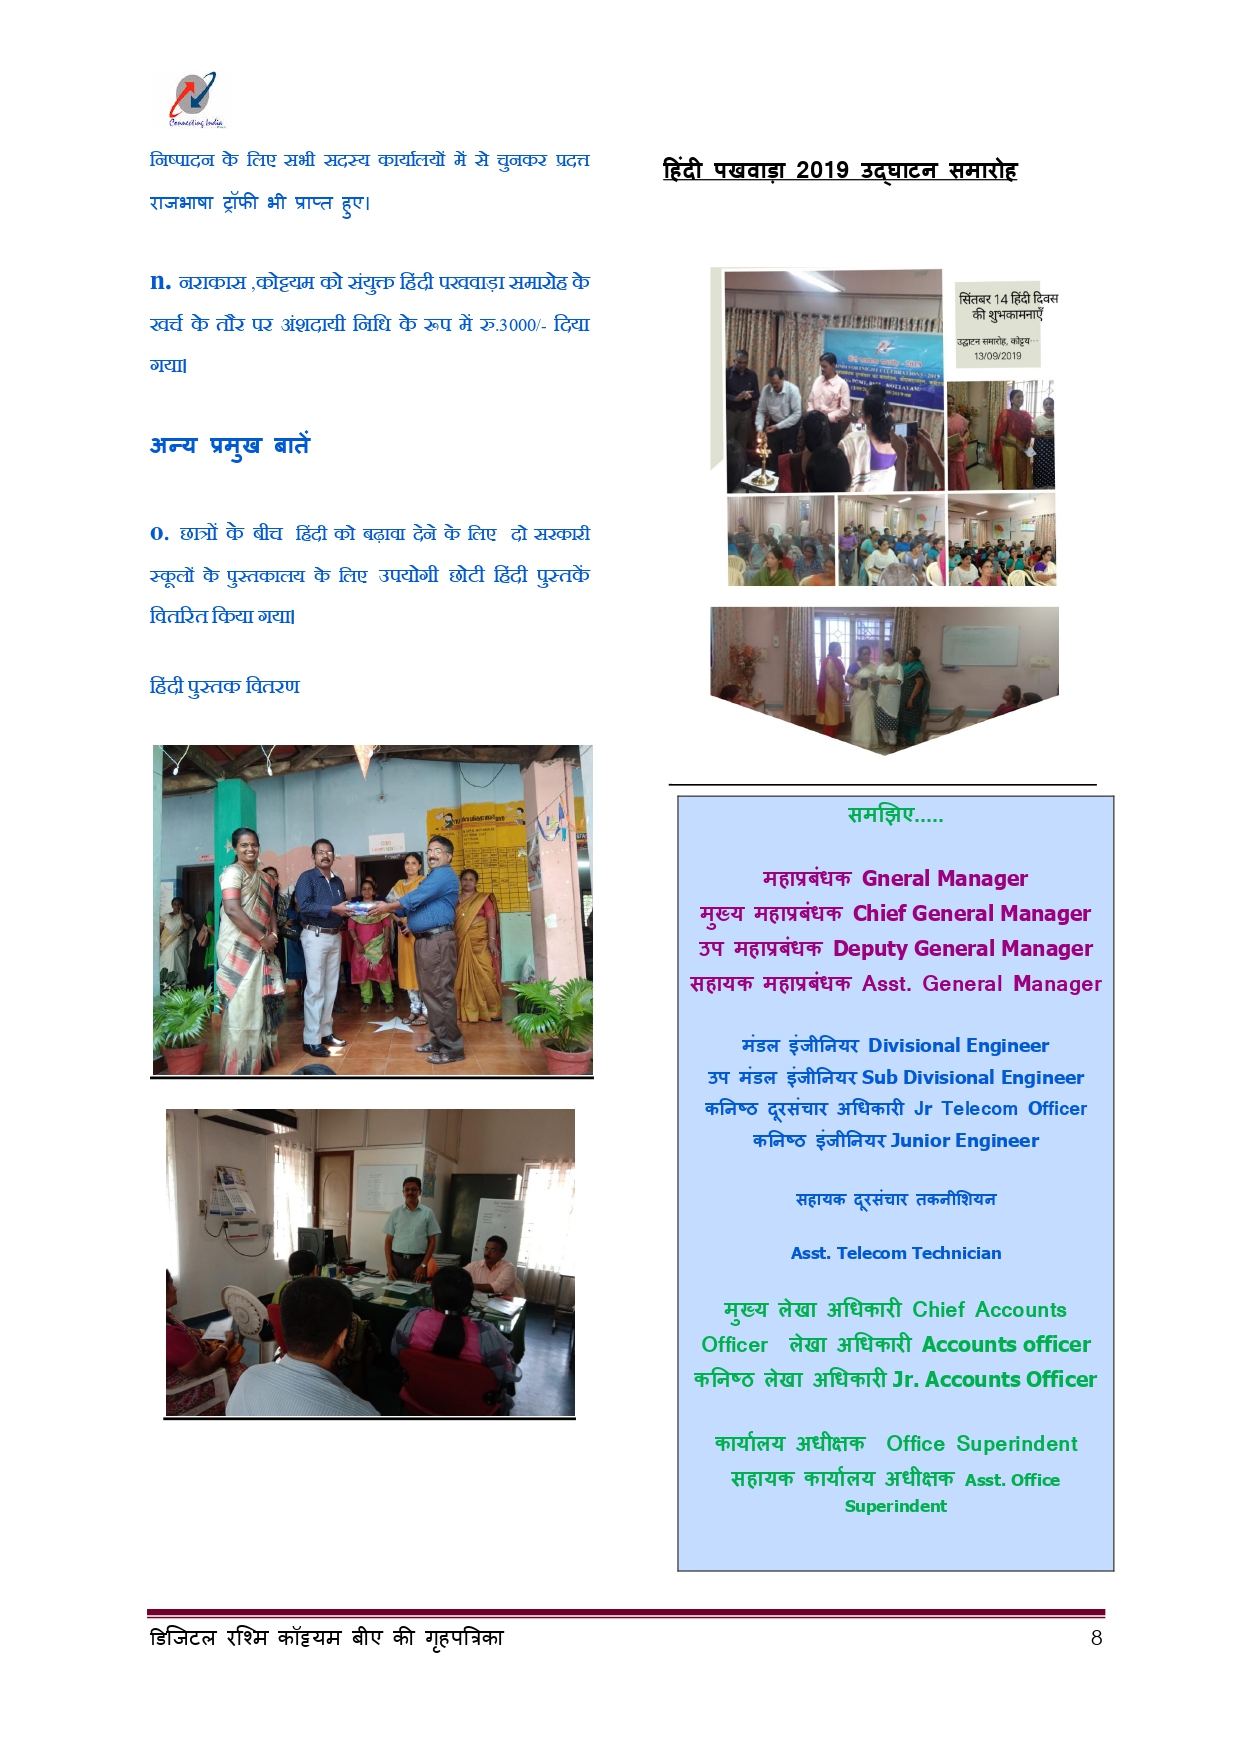 Connecting India
निष्पादन के लिए सभी सदस्य कार्यालयों में से चुनकर प्रदत्त
राजभाषा ट्रॉफी भी प्राप्त हुए।
n. नराकास ,कोट्टयम को संयुक्त हिंदी पखवाड़ा समारोह के
खर्च के तौर पर अंशदायी निधि के रूप में रु.3000/- दिया
गया।
अन्य प्रमुख बातें
o. छात्रों के बीच हिंदी को बढ़ावा देने के लिए दो सरकारी
स्कूलों के पुस्तकालय के लिए उपयोगी छोटी हिंदी पुस्तकें
वितरित किया गया।
हिंदी पुस्तक वितरण
हिंदी पखवाड़ा 2019 उद्घाटन समारोह
सितंबर 14 हिंदी दिवस
की शुभकामनाएँ
उद्घाटन समारोह, कोट्टय...
13/09/2019
समझिए.....
महाप्रबंधक Gneral Manager
मुख्य महाप्रबंधक Chief General Manager
उप महाप्रबंधक Deputy General Manager
सहायक महाप्रबंधक Asst. General Manager
मंडल इंजीनियर Divisional Engineer
उप मंडल इंजीनियर Sub Divisional Engineer
कनिष्ठ दूरसंचार अधिकारी Jr Telecom Officer
कनिष्ठ इंजीनियर Junior Engineer
सहायक दूरसंचार तकनीशियन
Asst. Telecom Technician
मुख्य लेखा अधिकारी Chief Accounts
Officer लेखा अधिकारी Accounts officer
कनिष्ठ लेखा अधिकारी Jr. Accounts Officer
कार्यालय अधीक्षक Office Superindent
सहायक कार्यालय अधीक्षक Asst. Office
Superindent
डिजिटल रश्मि कॉट्टयम बीए की गृहपत्रिका 8